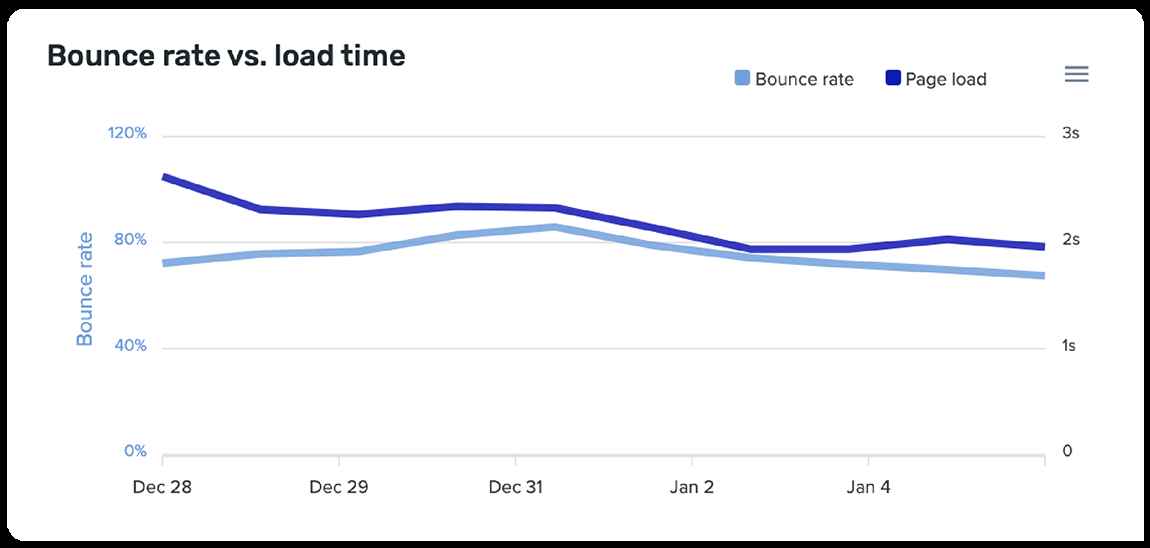 Bounce rate vs. load time
Bounce rate
Page load
120%
80%
40%
0%
Bounce rate
3s
2s
1s
0
Dec 28
Dec 29
Dec 31
Jan 2
Jan 4